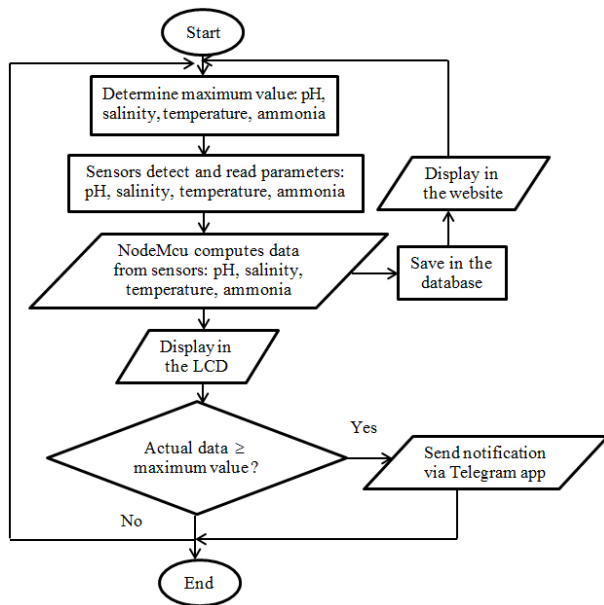 Start
Determine maximum value: pH,
salinity, temperature, ammonia
Sensors detect and read parameters:
pH, salinity, temperature, ammonia
Display in
the website
NodeMcu computes data
from sensors: pH, salinity,
temperature, ammonia
Save in the
database
Display in
the LCD
Actual data ≥
maximum value?
Yes
Send notification
via Telegram app
No
End